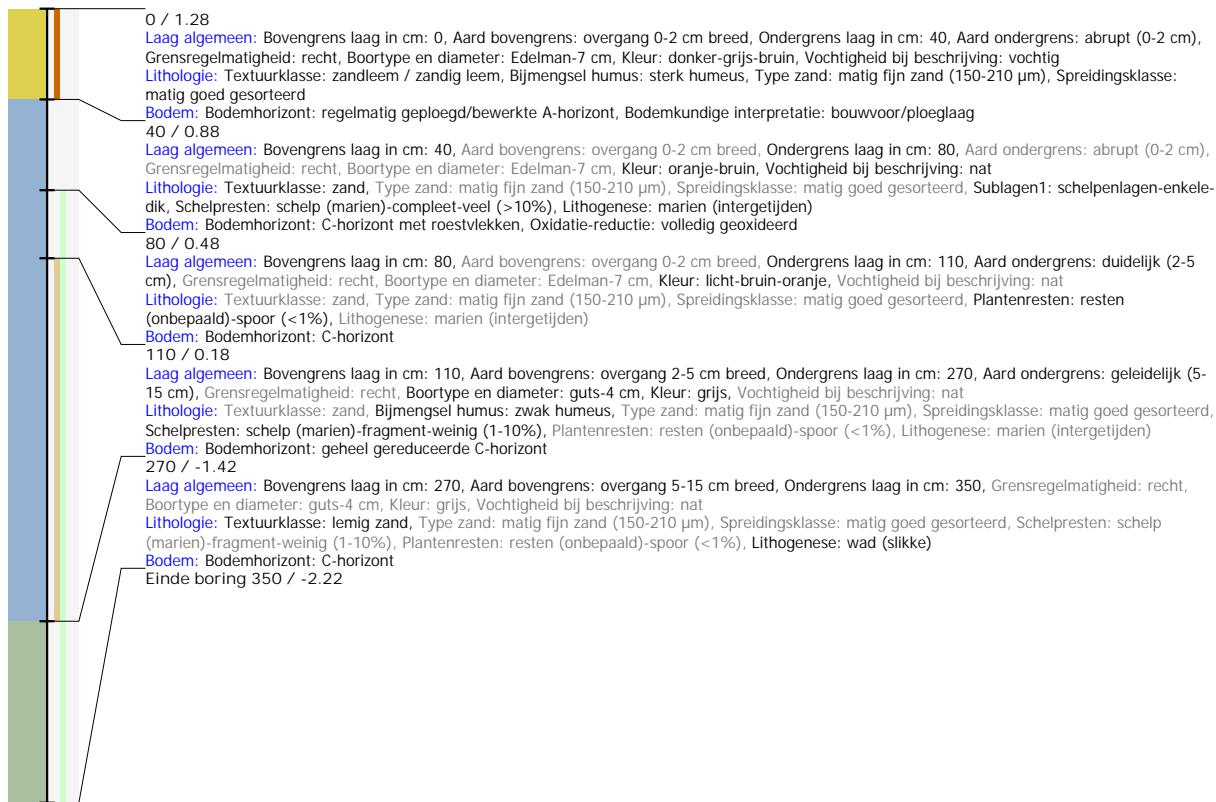 0 / 1.28
Laag algemeen: Bovengrens laag in cm: 0, Aard bovengrens: overgang 0-2 cm breed, Ondergrens laag in cm: 40, Aard ondergrens: abrupt (0-2 cm),
Grensregelmatigheid: recht, Boortype en diameter: Edelman-7 cm, Kleur: donker-grijs-bruin, Vochtigheid bij beschrijving: vochtig
Lithologie: Textuurklasse: zandleem / zandig leem, Bijmengsel humus: sterk humeus, Type zand: matig fijn zand (150-210 µm), Spreidingsklasse:
matig goed gesorteerd
Bodem: Bodemhorizont: regelmatig geploegd/bewerkte A-horizont, Bodemkundige interpretatie: bouwvoor/ploeglaag
40 / 0.88
Laag algemeen: Bovengrens laag in cm: 40, Aard bovengrens: overgang 0-2 cm breed, Ondergrens laag in cm: 80, Aard ondergrens: abrupt (0-2 cm),
Grensregelmatigheid: recht, Boortype en diameter: Edelman-7 cm, Kleur: oranje-bruin, Vochtigheid bij beschrijving: nat
Lithologie: Textuurklasse: zand, Type zand: matig fijn zand (150-210 µm), Spreidingsklasse: matig goed gesorteerd, Sublagen1: schelpenlagen-enkele-
dik, Schelpresten: schelp (marien)-compleet-veel (>10%), Lithogenese: marien (intergetijden)
Bodem: Bodemhorizont: C-horizont met roestvlekken, Oxidatie-reductie: volledig geoxideerd
80 / 0.48
Laag algemeen: Bovengrens laag in cm: 80, Aard bovengrens: overgang 0-2 cm breed, Ondergrens laag in cm: 110, Aard ondergrens: duidelijk (2-5
cm), Grensregelmatigheid: recht, Boortype en diameter: Edelman-7 cm, Kleur: licht-bruin-oranje, Vochtigheid bij beschrijving: nat
Lithologie: Textuurklasse: zand, Type zand: matig fijn zand (150-210 µm), Spreidingsklasse: matig goed gesorteerd, Plantenresten: resten
(onbepaald)-spoor (<1%), Lithogenese: marien (intergetijden)
Bodem: Bodemhorizont: C-horizont
110 / 0.18
Laag algemeen: Bovengrens laag in cm: 110, Aard bovengrens: overgang 2-5 cm breed, Ondergrens laag in cm: 270, Aard ondergrens: geleidelijk (5-
15 cm), Grensregelmatigheid: recht, Boortype en diameter: guts-4 cm, Kleur: grijs, Vochtigheid bij beschrijving: nat
Lithologie: Textuurklasse: zand, Bijmengsel humus: zwak humeus, Type zand: matig fijn zand (150-210 µm), Spreidingsklasse: matig goed gesorteerd,
Schelpresten: schelp (marien)-fragment-weinig (1-10%), Plantenresten: resten (onbepaald)-spoor (<1%), Lithogenese: marien (intergetijden)
Bodem: Bodemhorizont: geheel gereduceerde C-horizont
270 / -1.42
Laag algemeen: Bovengrens laag in cm: 270, Aard bovengrens: overgang 5-15 cm breed, Ondergrens laag in cm: 350, Grensregelmatigheid: recht,
Boortype en diameter: guts-4 cm, Kleur: grijs, Vochtigheid bij beschrijving: nat
Lithologie: Textuurklasse: lemig zand, Type zand: matig fijn zand (150-210 µm), Spreidingsklasse: matig goed gesorteerd, Schelpresten: schelp
(marien)-fragment-weinig (1-10%), Plantenresten: resten (onbepaald)-spoor (<1%), Lithogenese: wad (slikke)
Bodem: Bodemhorizont: C-horizont
Einde boring 350 / -2.22